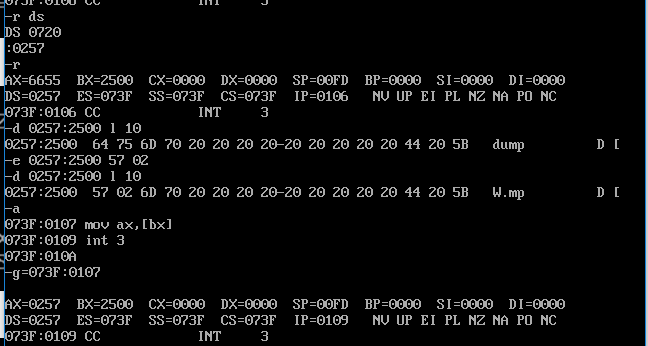 073F:0106 CC INT 3
-r ds
DS 0720
:0257
-r
AX=6655 BX=2500 CX=0000 DX=0000 SP=00FD BP=0000 SI=0000 DI=0000
DS=0257 ES=073F SS=073F CS=073F IP=0106 NV UP EI PL NZ NA PO NC
073F:0106 CC INT 3
-d 0257:2500 l 10
0257:2500 64 75 6D 70 20 20 20 20-20 20 20 20 20 44 20 5B dump D [
-e 0257:2500 57 02
-d 0257:2500 l 10
0257:2500 57 02 6D 70 20 20 20 20-20 20 20 20 20 44 20 5B W.mp D [
-a
073F:0107 mov ax,[bx]
073F:0109 int 3
073F:010A
-g=073F:0107
AX=0257 BX=2500 CX=0000 DX=0000 SP=00FD BP=0000 SI=0000 DI=0000
DS=0257 ES=073F SS=073F CS=073F IP=0109 NV UP EI PL NZ NA PO NC
073F:0109 CC INT 3